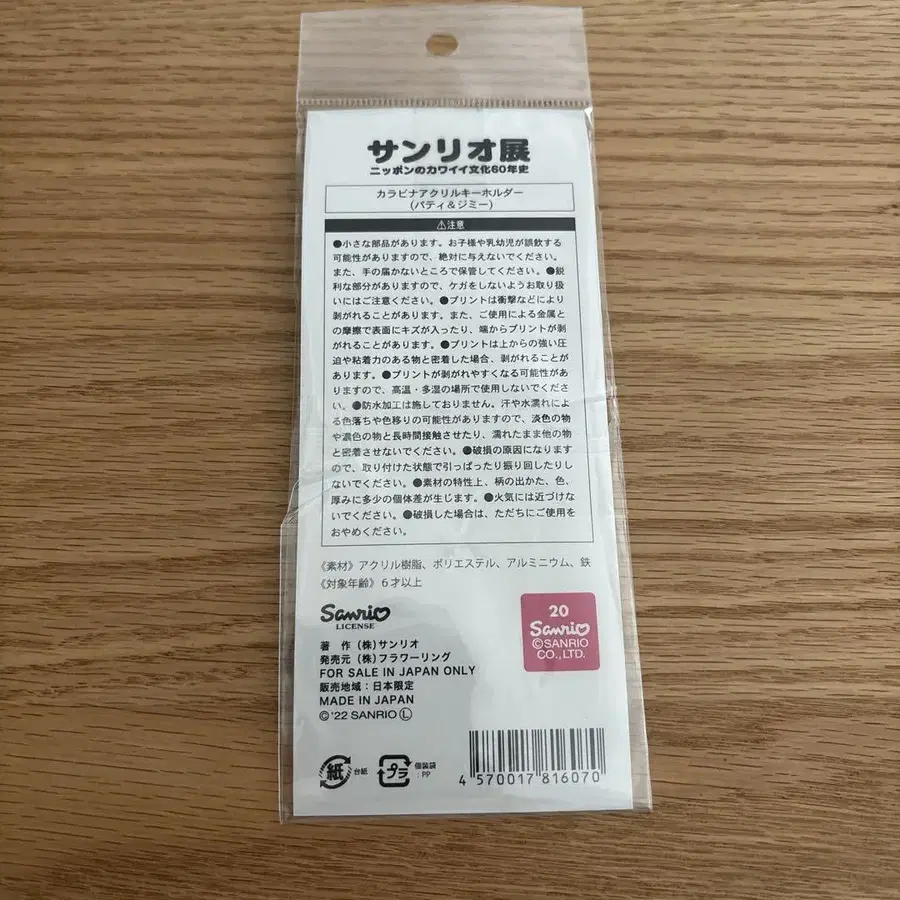 サンリオ展
ニッポンのカワイイ文化60年史
カラビナアクリルキーホルダー
(パティ＆ジミー)
⚠注意
●小さな部品があります。お子様や乳幼児が誤飲する
可能性がありますので、絶対に与えないでください。
また、手の届かないところで保管してください。●鋭
利な部分がありますので、ケガをしないようお取り扱
いにはご注意ください。●プリントは衝撃などにより
剥がれることがあります。また、ご使用による金属と
の摩擦で表面にキズが入ったり、端からプリントが剥
がれることがあります。●プリントは上からの強い圧
迫や粘着力のある物と密着した場合、剥がれることが
あります。●プリントが剥がれやすくなる可能性があ
りますので、高温・多湿の場所で使用しないでくださ
い。●防水加工は施しておりません。汗や水濡れによ
る色落ちや色移りの可能性がありますので、淡色の物
や濃色の物と長時間接触させたり、濡れたまま他の物
と密着させないでください。●破損の原因になります
ので、取り付けた状態で引っぱったり振り回したりし
ないでください。●素材の特性上、柄の出かた、色、
厚みに多少の個体差が生じます。●火気には近づけな
いでください。●破損した場合は、ただちにご使用を
おやめください。
《素材》アクリル樹脂、ポリエステル、アルミニウム、鉄
《対象年齢》６才以上
Sanrio
LICENSE
著　作（株）サンリオ
発売元（株）フラワーリング
FOR SALE IN JAPAN ONLY
販売地域：日本限定
MADE IN JAPAN
©'22 SANRIO Ⓛ
20
Sanrio
©SANRIO
CO.,LTD.
紙 台紙
プラ 個装袋
:PP
4 570017 816070